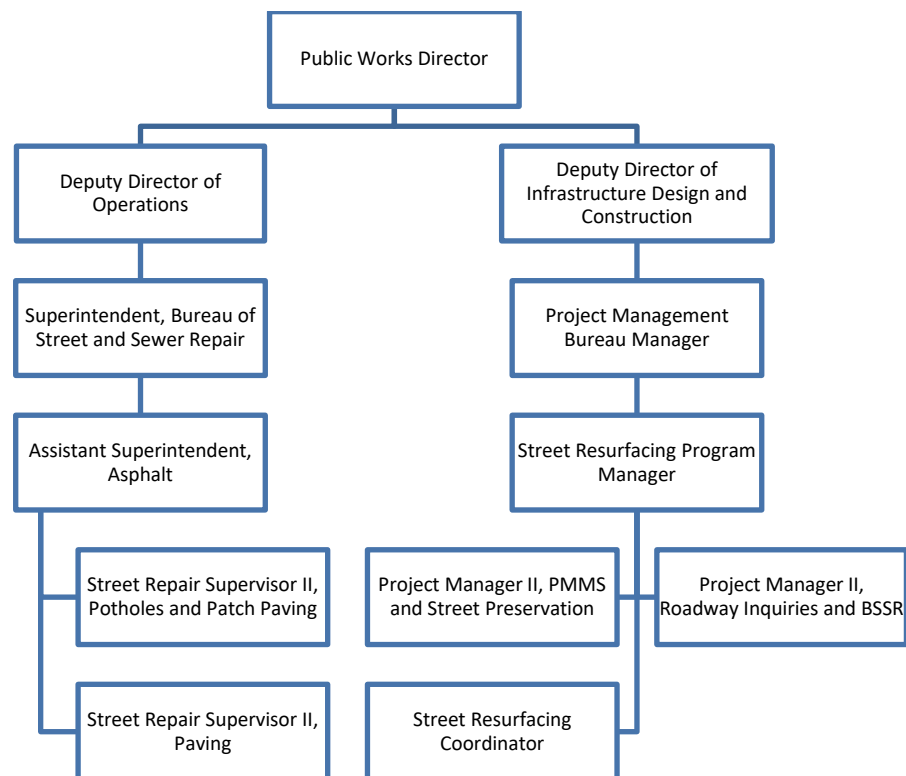 Public Works Director
Deputy Director of
Operations
Deputy Director of
Infrastructure Design and
Construction
Superintendent, Bureau of
Street and Sewer Repair
Project Management
Bureau Manager
Assistant Superintendent,
Asphalt
Street Resurfacing Program
Manager
Street Repair Supervisor II,
Potholes and Patch Paving
Project Manager II, PMMS
and Street Preservation
Project Manager II,
Roadway Inquiries and BSSR
Street Repair Supervisor II,
Paving
Street Resurfacing
Coordinator